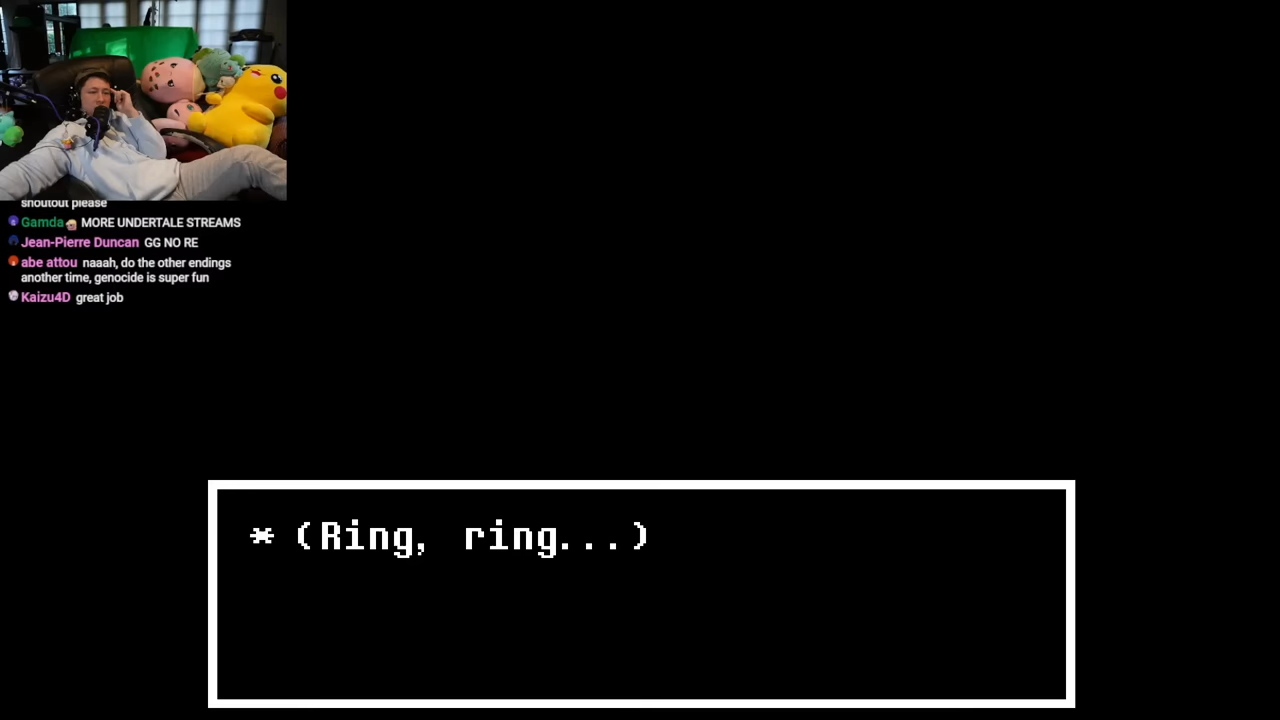 shoutout please
Gamda MORE UNDERTALE STREAMS
Jean-Pierre Duncan GG NO RE
abe attou naaah, do the other endings
another time, genocide is super fun
Kaizu4D great job
* (Ring, ring...)